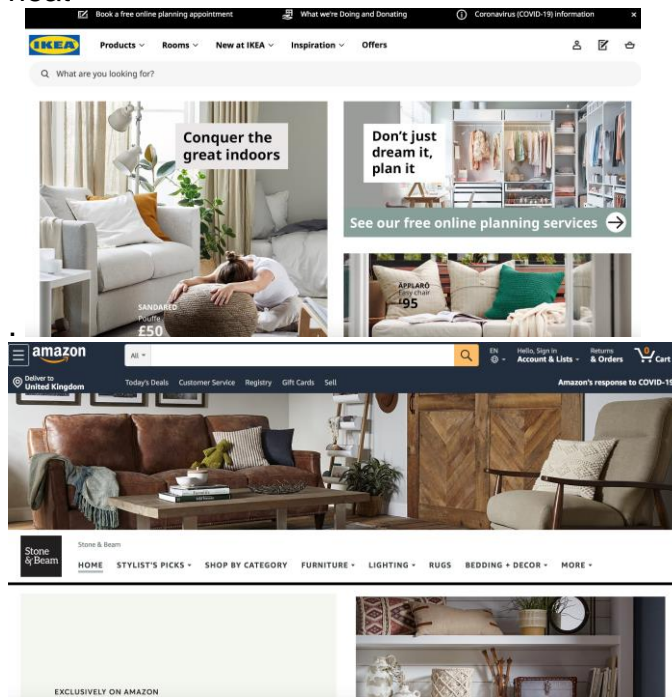 Book a free online planning appointment What we're Doing and Donating Coronavirus (COVID-19) information ×
IKEA Products Rooms New at IKEA Inspiration Offers
What are you looking for?
Conquer the
great indoors
Don't just
dream it,
plan it
See our free online planning services
SANDARED
Pouffe
£50
ÄPPLARÖ
Easy chair
£95
.
amazon All EN Hello, Sign in Returns 0
Account & Lists & Orders Cart
Deliver to
United Kingdom Today's Deals Customer Service Registry Gift Cards Sell Amazon's response to COVID-19
Stone
& Beam
Stone & Beam
HOME STYLIST'S PICKS SHOP BY CATEGORY FURNITURE LIGHTING RUGS BEDDING + DECOR MORE
EXCLUSIVELY ON AMAZON